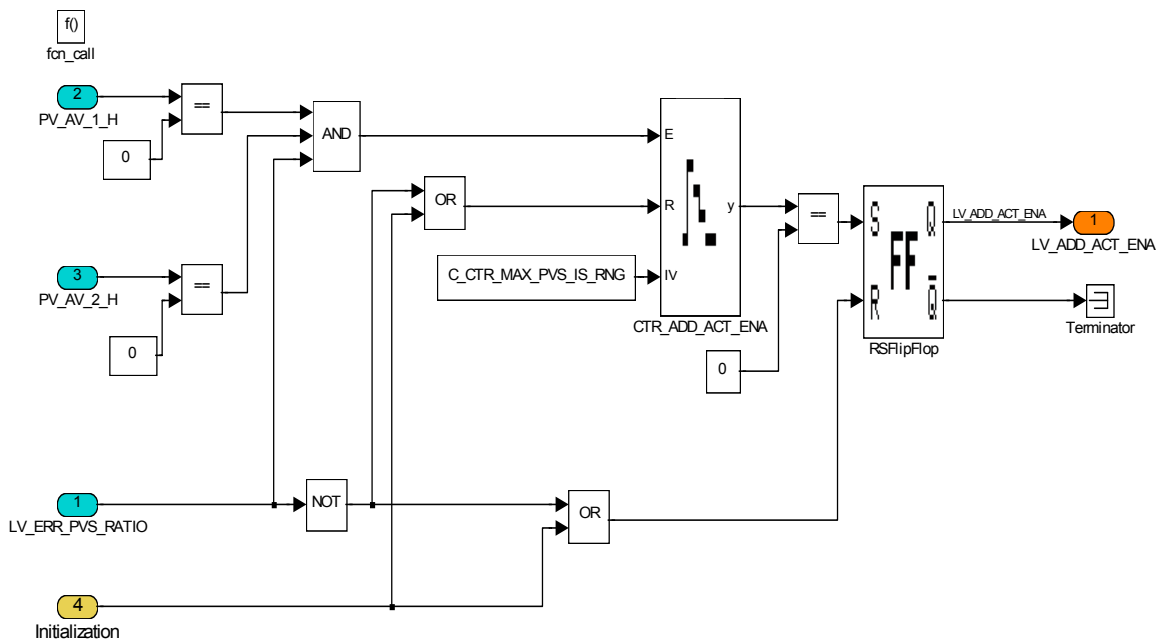 f()
fcn_call
2
PV_AV_1_H
==
0
AND
E
OR
R
y
==
S
Q
LV_ADD_ACT_ENA
1
LV_ADD_ACT_ENA
3
PV_AV_2_H
==
0
C_CTR_MAX_PVS_IS_RNG
IV
CTR_ADD_ACT_ENA
0
FF
R
Q
RSFlipFlop
Terminator
1
LV_ERR_PVS_RATIO
NOT
OR
4
Initialization